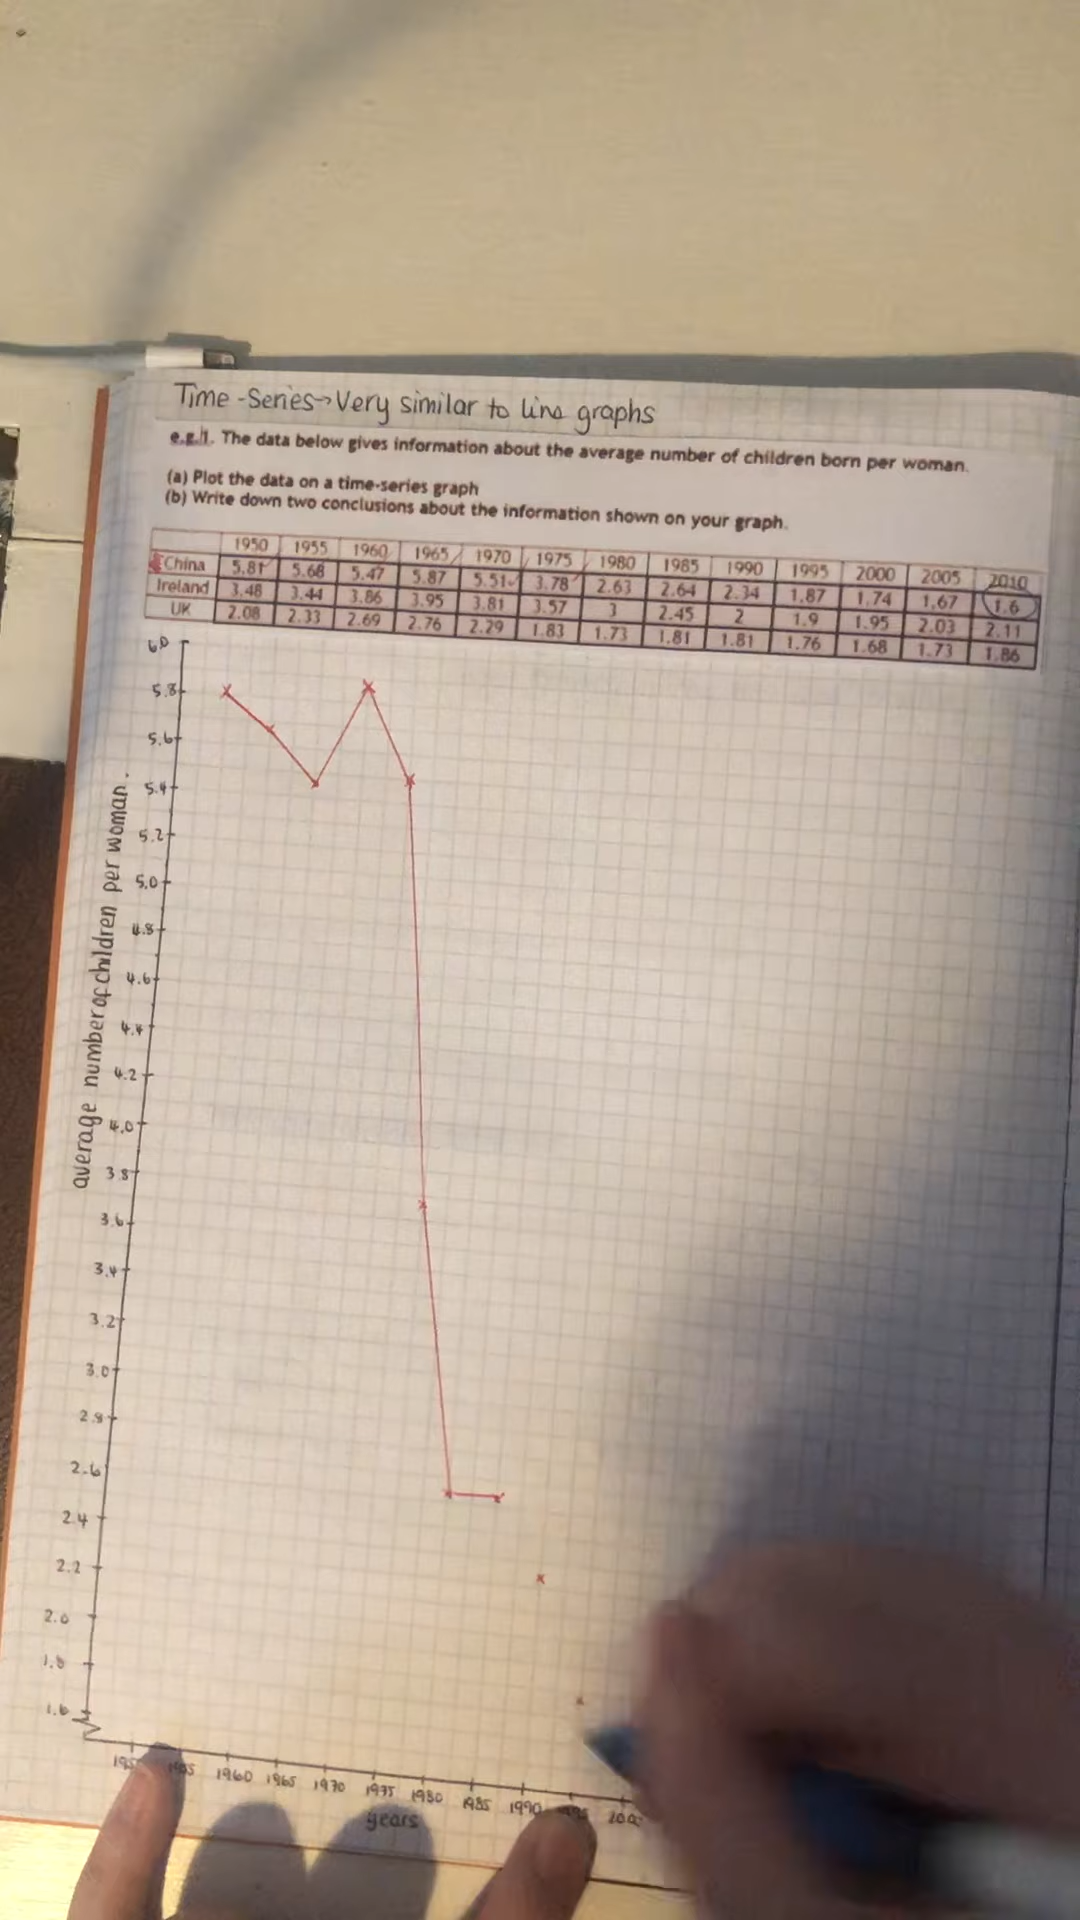 Time-Series→Very similar to line graphs
e.g.1. The data below gives information about the average number of children born per woman.
(a) Plot the data on a time-series graph
(b) Write down two conclusions about the information shown on your graph.
1950 1955 1960 1965 1970 1975 1980 1985 1990 1995 2000 2005 2010
China 5.81 5.68 5.47 5.87 5.51 3.78 2.63 2.64 2.34 1.87 1.74 1.67 1.6
Ireland 3.48 3.44 3.86 3.95 3.81 3.57 3 2.45 2 1.9 1.95 2.03 2.11
UK 2.08 2.33 2.69 2.76 2.29 1.83 1.73 1.81 1.81 1.76 1.68 1.73 1.86
6.0
5.8
5.6
5.4
5.2
5.0
4.8
4.6
4.4
4.2
4.0
3.8
3.6
3.4
3.2
3.0
2.8
2.6
2.4
2.2
2.0
1.8
1.6
average number of children per woman.
1960 1965 1970 1975 1980 1985 1990
years